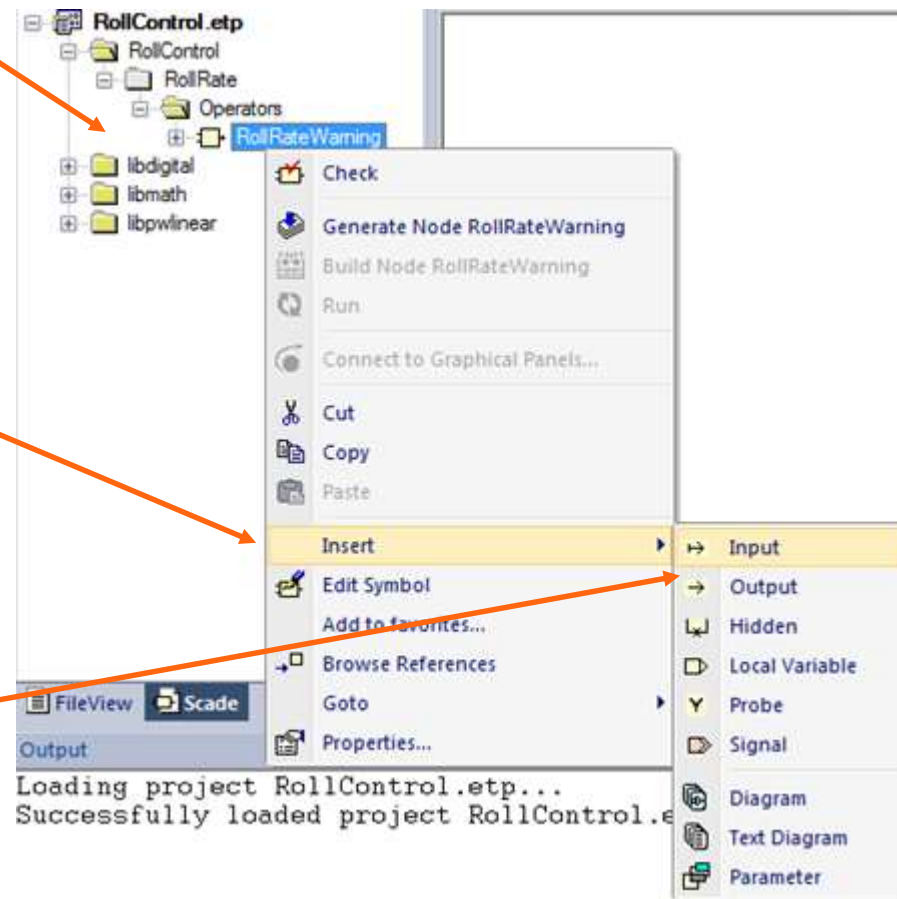 RollControl.etp
RollControl
RollRate
Operators
RollRateWarning
libdigital
libmath
libpwlinear
Check
Generate Node RollRateWarning
Build Node RollRateWarning
Run
Connect to Graphical Panels...
Cut
Copy
Paste
Insert
Edit Symbol
Add to favorites...
Browse References
Goto
Properties...
Input
Output
Hidden
Local Variable
Probe
Signal
Diagram
Text Diagram
Parameter
FileView Scade
Output
Loading project RollControl.etp...
Successfully loaded project RollControl.e